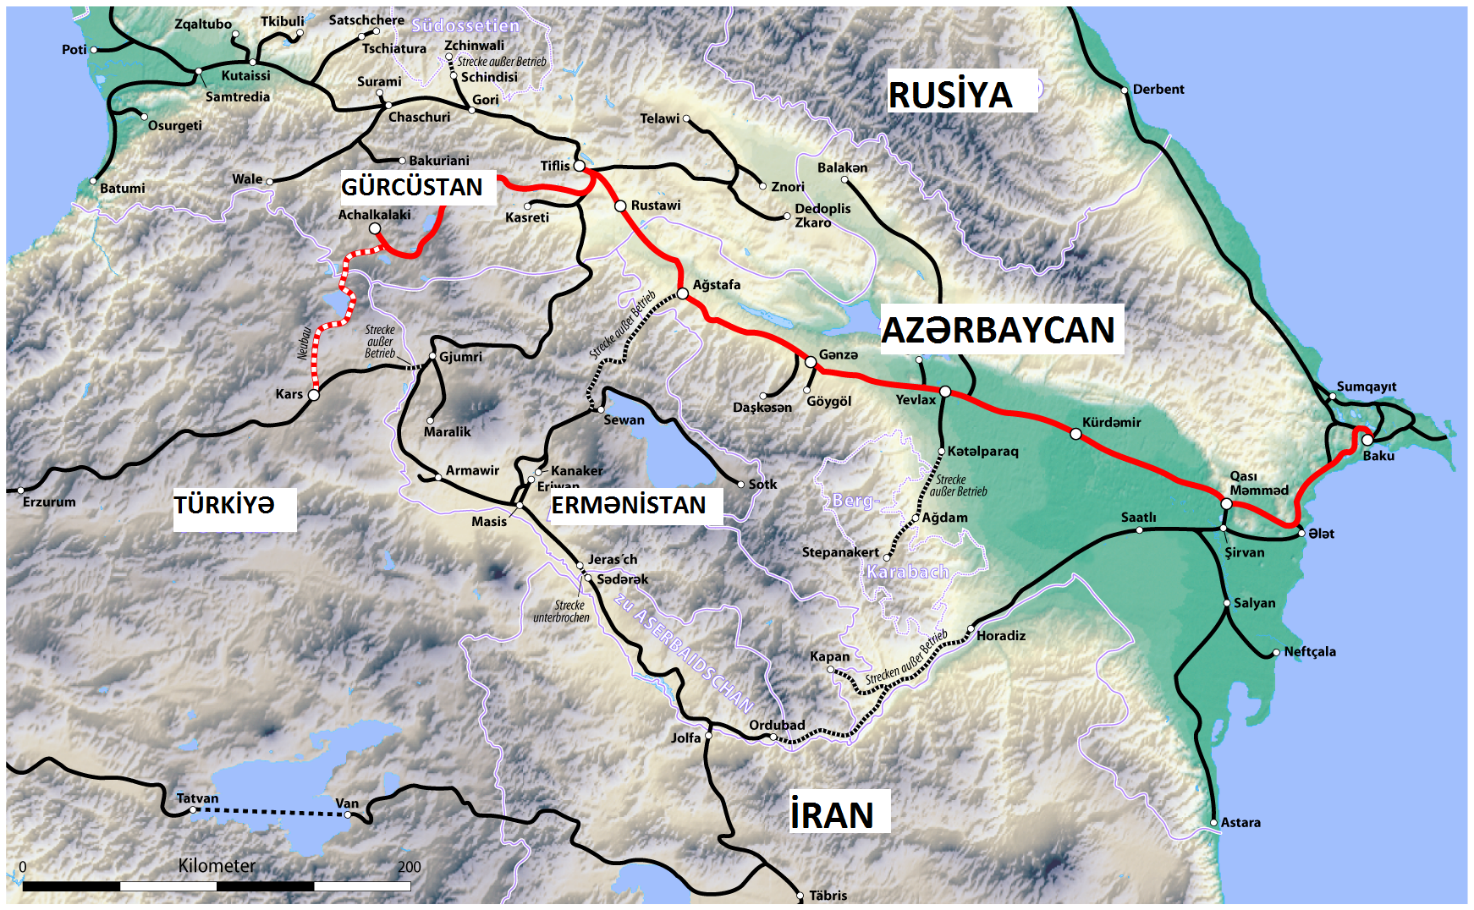 Zqaltubo
Tkibuli
Satschchere
Südossetien
Poti
Tschiatura
Zchinwali
Strecke außer Betrieb
Kutaissi
Surami
Schindisi
RUSİYA
Derbent
Samtredia
Gori
Chaschuri
Osurgeti
Telawi
Bakuriani
Tiflis
Balakən
Wale
Batumi
GÜRCÜSTAN
Znori
Achalkalaki
Kasreti
Rustawi
Dedoplis
Zkaro
Ağstafa
Strecke außer Betrieb
AZƏRBAYCAN
Neubau
Strecke
außer
Betrieb
Gjumri
Gənzə
Kars
Daşkəsən
Göygöl
Yevlax
Sumqayıt
Maralik
Sewan
Kürdəmir
Baku
Kətəlparaq
Armawir
Kanaker
Eriwan
Sotk
Strecke
außer Betrieb
Qası
Məmməd
Erzurum
TÜRKİYƏ
ERMƏNİSTAN
Berg-
Masis
Ağdam
Saatlı
Ələt
Şirvan
Stepanakert
Karabach
Jeras´ch
Sədərək
Strecke
unterbrochen
zu ASERBAIDSCHAN
Salyan
Horadiz
Neftçala
Kapan
Strecken außer Betrieb
Ordubad
Jolfa
Tatvan
Van
İRAN
Astara
0
Kilometer
200
Täbris